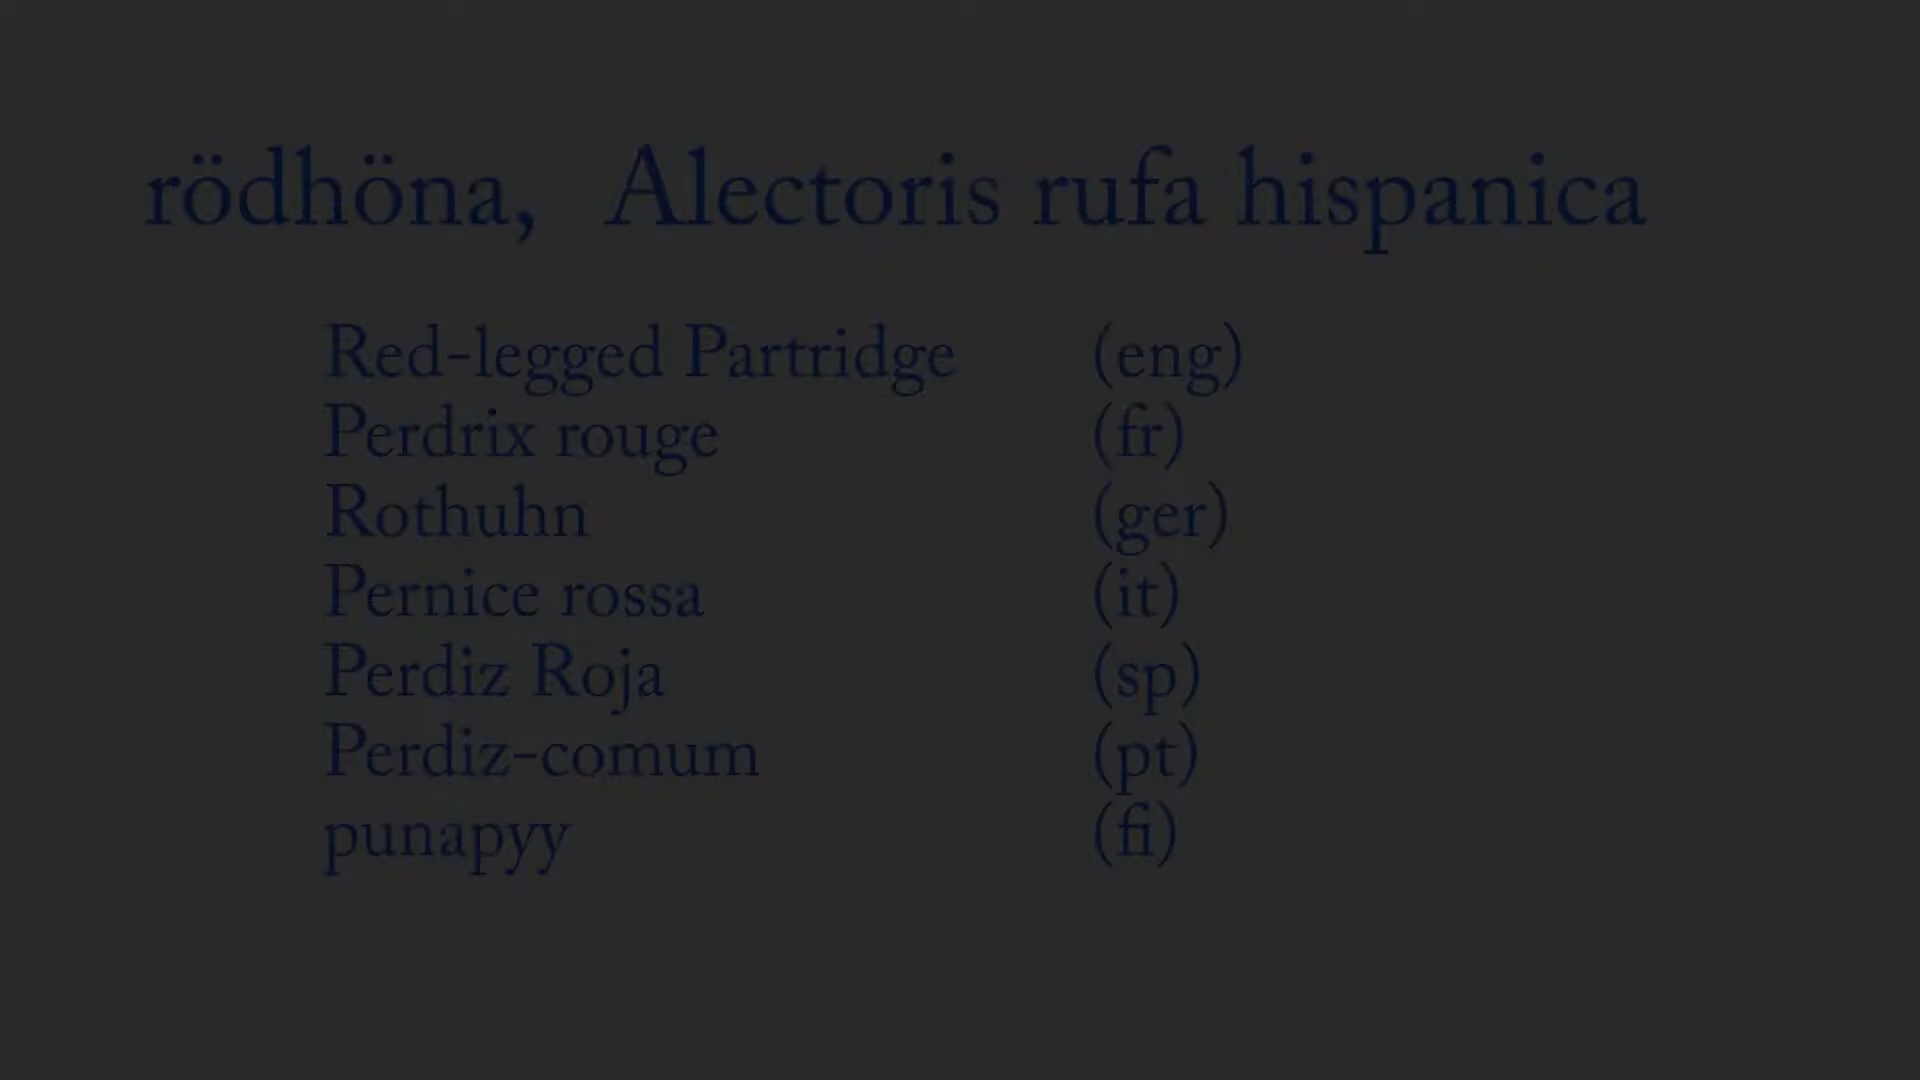 rödhöna, Alectoris rufa hispanica
Red-legged Partridge (eng)
Perdrix rouge (fr)
Rothuhn (ger)
Pernice rossa (it)
Perdiz Roja (sp)
Perdiz-comum (pt)
punapyy (fi)